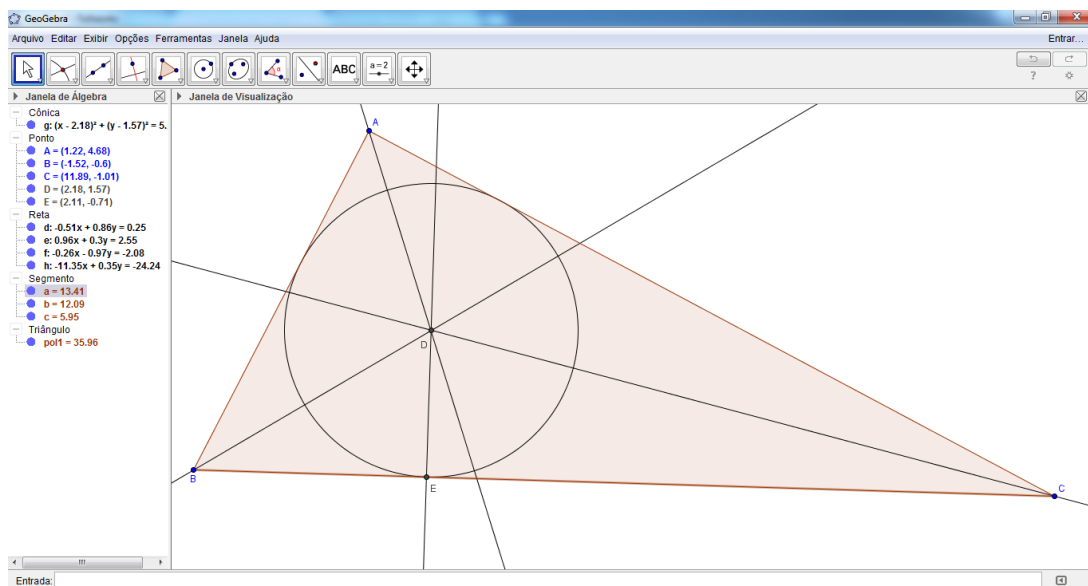 GeoGebra
Arquivo Editar Exibir Opções Ferramentas Janela Ajuda
Entrar...
ABC
a=2
?
Janela de Álgebra
Janela de Visualização
Cônica
g: (x - 2.18)² + (y - 1.57)² = 5.
Ponto
A = (1.22, 4.68)
B = (-1.52, -0.6)
C = (11.89, -1.01)
D = (2.18, 1.57)
E = (2.11, -0.71)
Reta
d: -0.51x + 0.86y = 0.25
e: 0.96x + 0.3y = 2.55
f: -0.26x - 0.97y = -2.08
h: -11.35x + 0.35y = -24.24
Segmento
a = 13.41
b = 12.09
c = 5.95
Triângulo
pol1 = 35.96
A
D
B
E
C
Entrada: